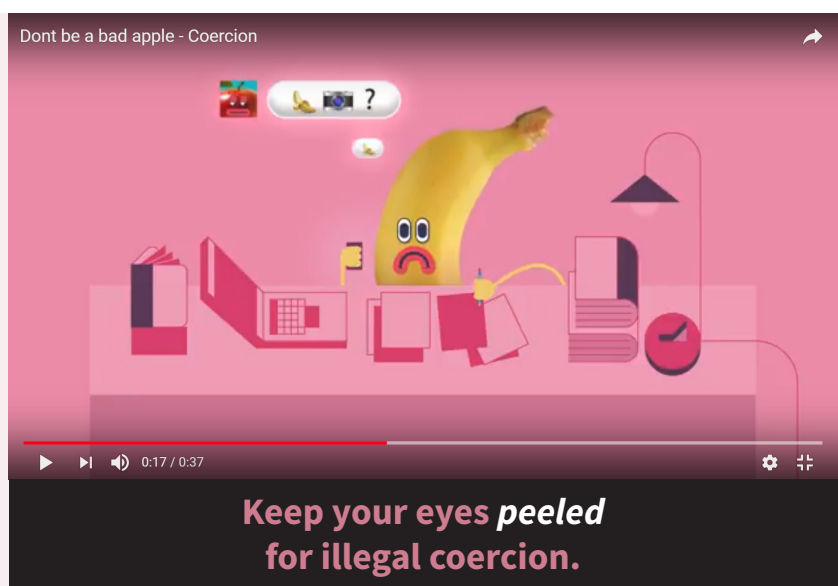 Dont be a bad apple - Coercion
?
0:17 / 0:37
Keep your eyes peeled
for illegal coercion.